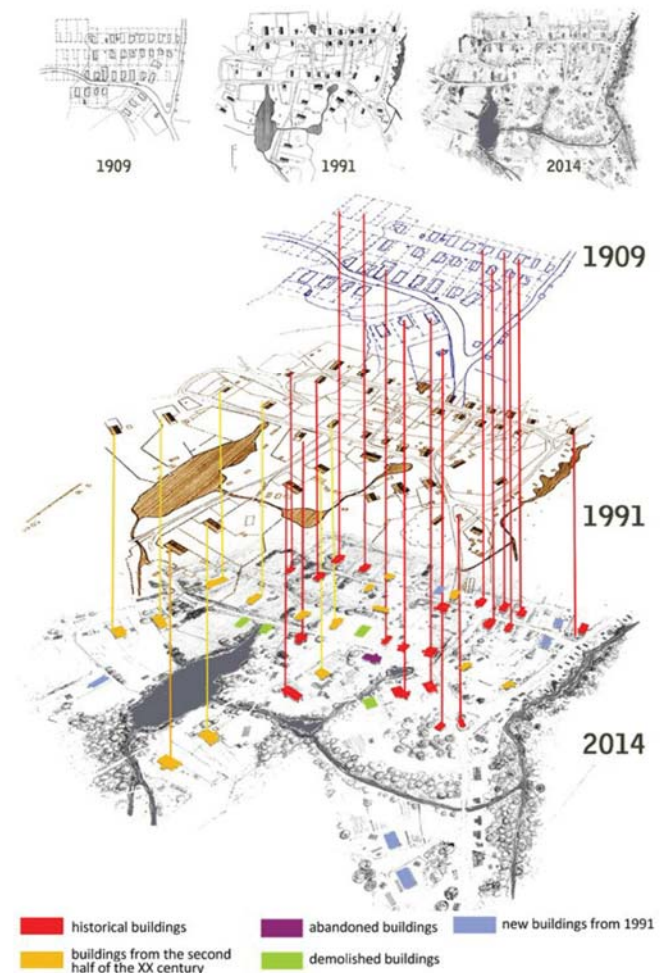 1909
1991
2014
1909
1991
2014
historical buildings
abandoned buildings
new buildings from 1991
buildings from the second
half of the XX century
demolished buildings